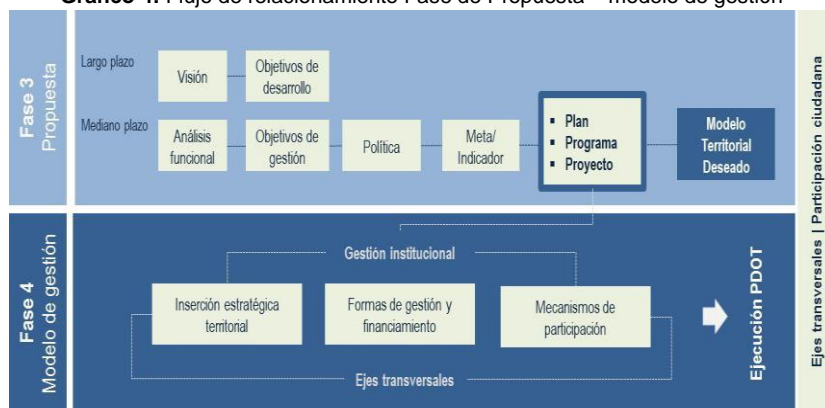 Gráfico 4. Flujo de relacionamiento Fase de Propuesta – modelo de gestión
Fase 3
Propuesta
Largo plazo
Visión
Objetivos de
desarrollo
Mediano plazo
Análisis
funcional
Objetivos de
gestión
Política
Meta/
Indicador
▪ Plan
▪ Programa
▪ Proyecto
Modelo
Territorial
Deseado
Fase 4
Modelo de gestión
Gestión institucional
Inserción estratégica
territorial
Formas de gestión y
financiamiento
Mecanismos de
participación
Ejes transversales
Ejecución PDOT
Ejes transversales | Participación ciudadana